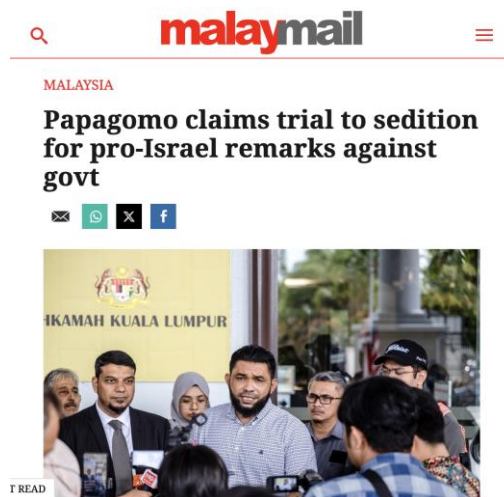 malaymail
MALAYSIA
Papagomo claims trial to sedition
for pro-Israel remarks against
govt
HKAMAH KUALA LUMPUR
T READ